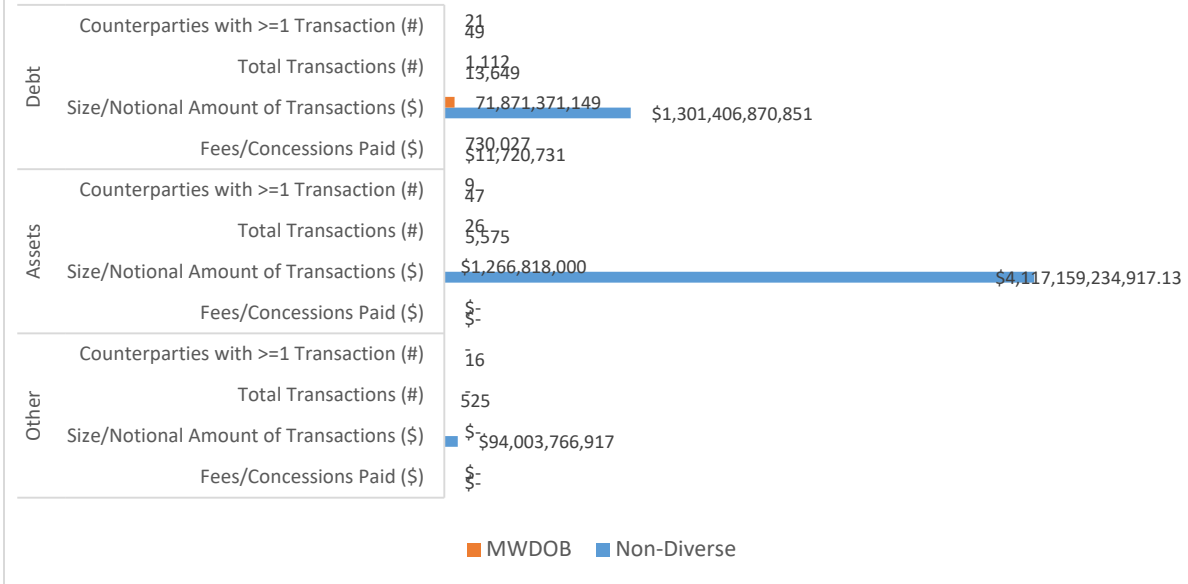 Debt
Counterparties with >=1 Transaction (#)
21
49
Total Transactions (#)
1,112
13,649
Size/Notional Amount of Transactions ($)
71,871,371,149
$1,301,406,870,851
Fees/Concessions Paid ($)
730,027
$11,720,731
Assets
Counterparties with >=1 Transaction (#)
9
47
Total Transactions (#)
26
5,575
Size/Notional Amount of Transactions ($)
$1,266,818,000
$4,117,159,234,917.13
Fees/Concessions Paid ($)
$-
$-
Other
Counterparties with >=1 Transaction (#)
-
16
Total Transactions (#)
-
525
Size/Notional Amount of Transactions ($)
$-
$94,003,766,917
Fees/Concessions Paid ($)
$-
$-
MWDOB
Non-Diverse